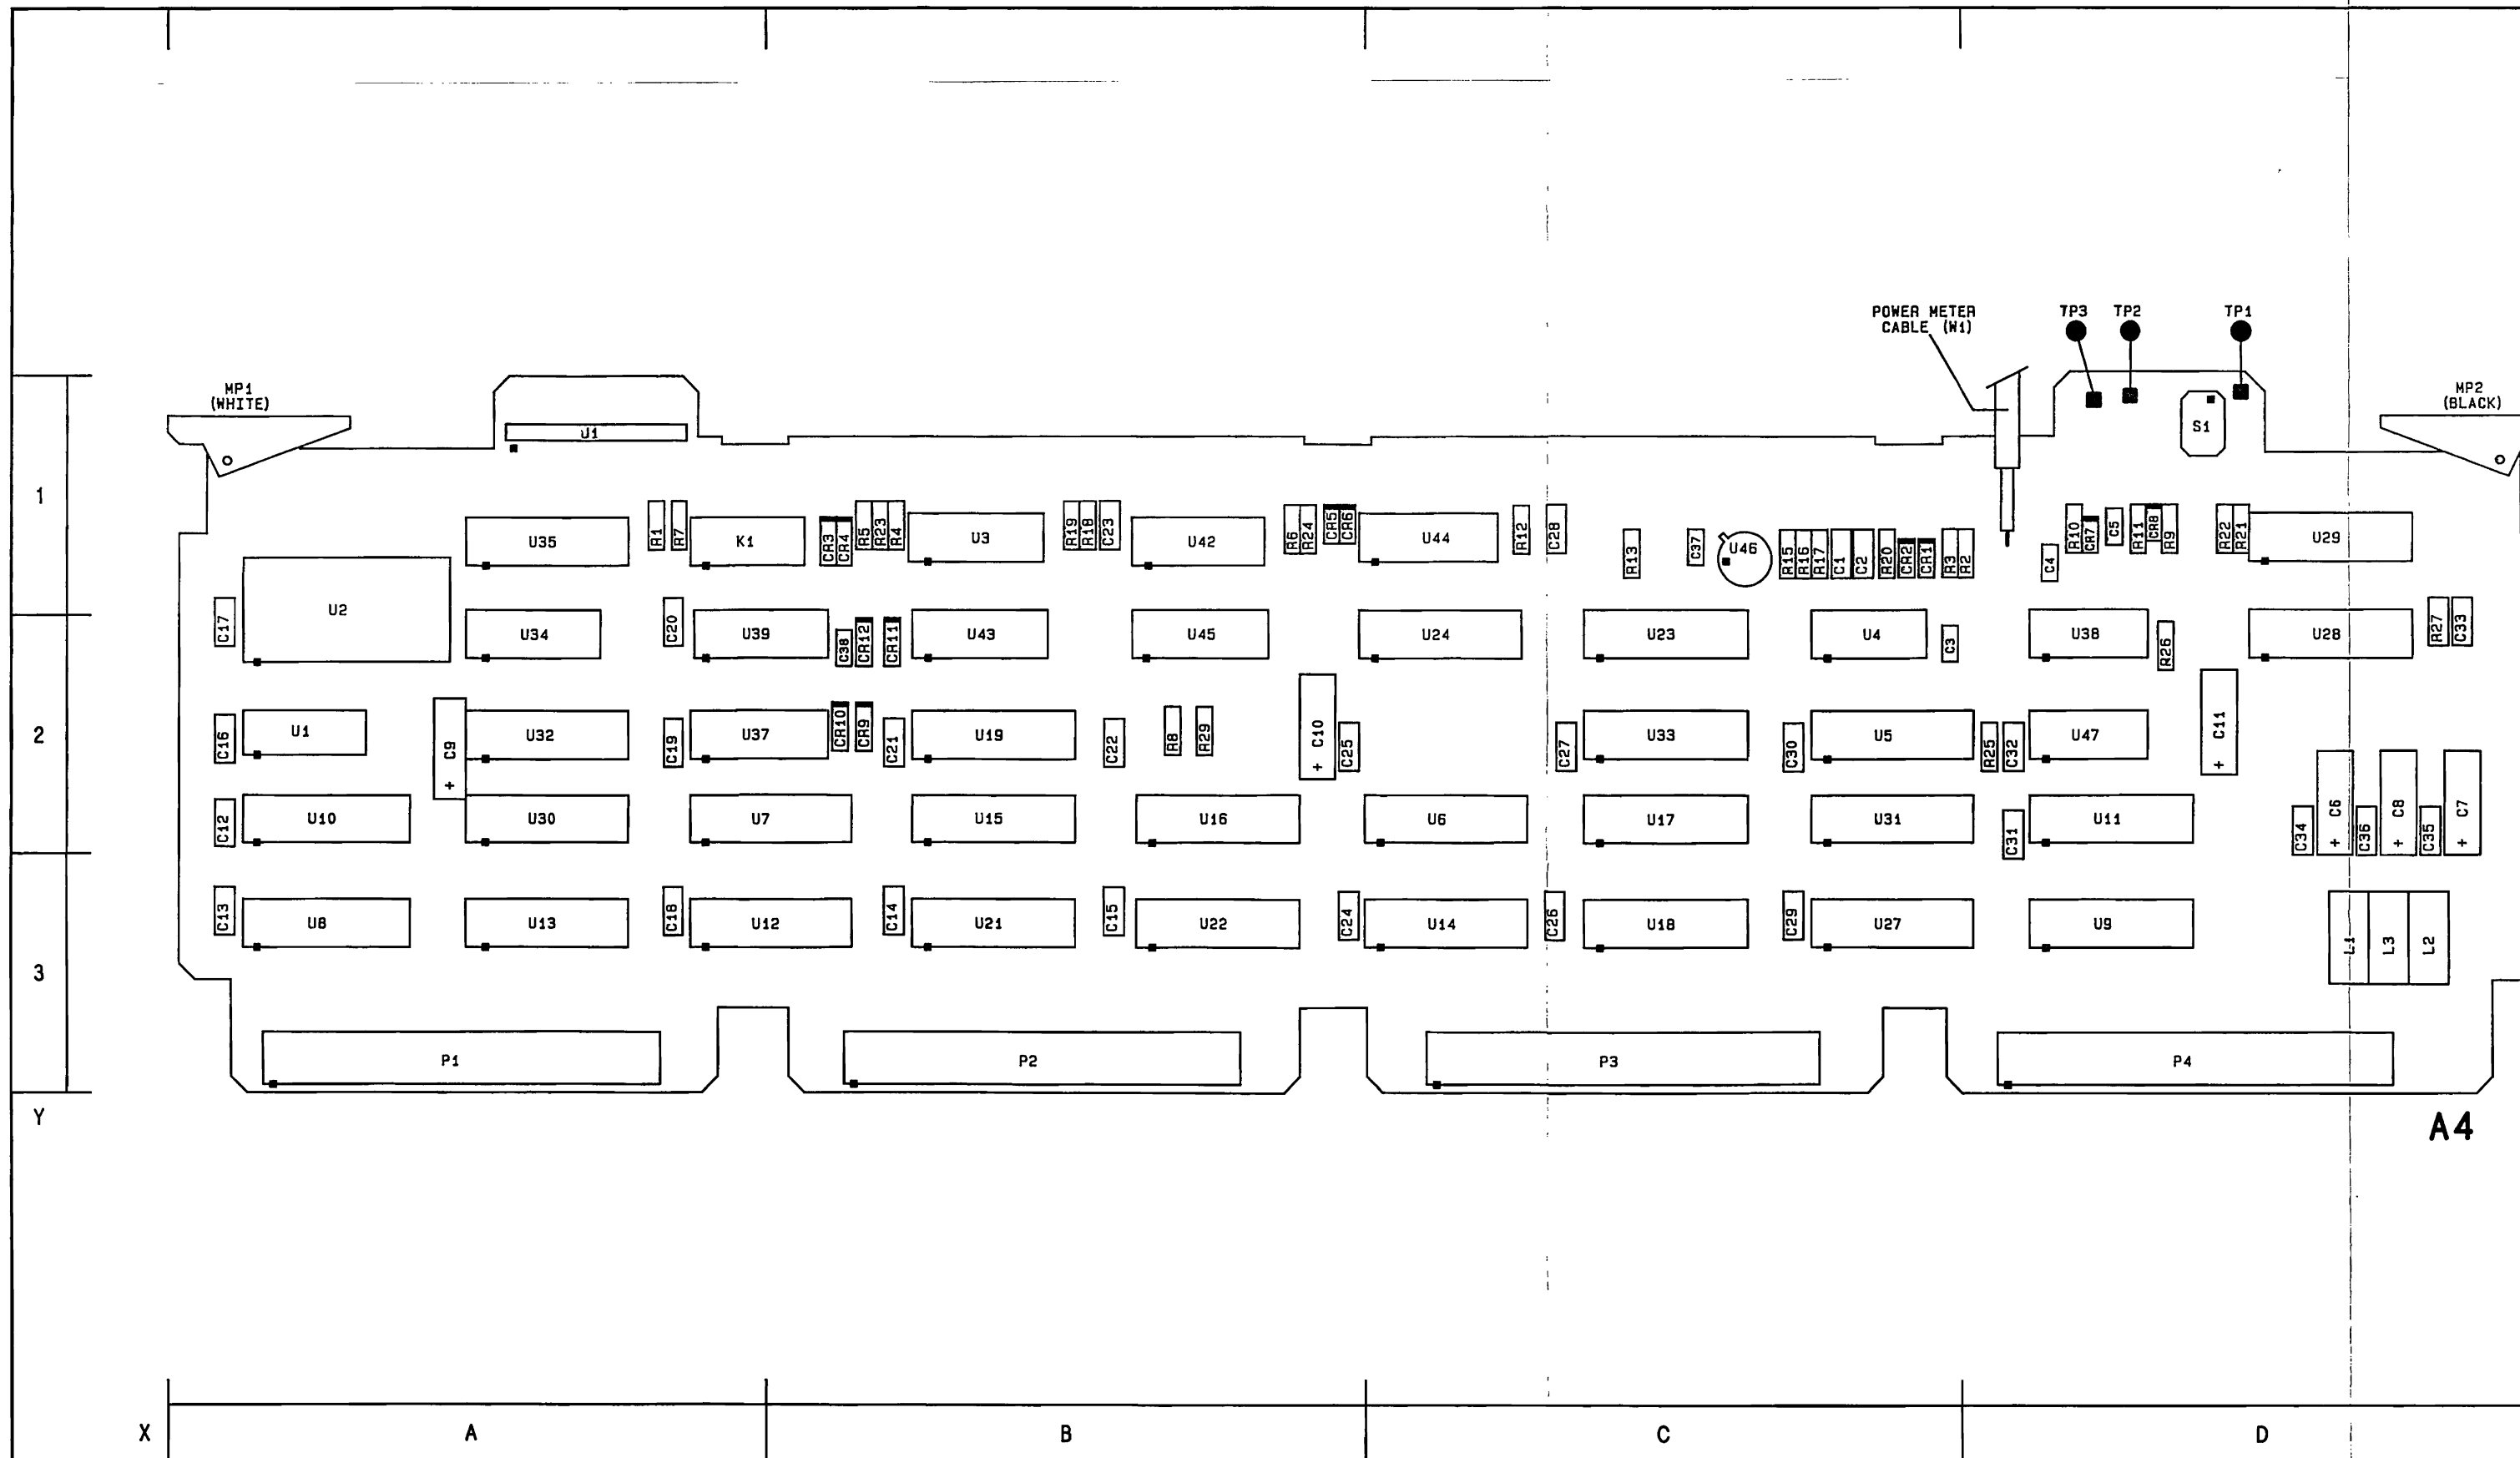 POWER METER
CABLE (W1)
TP3
TP2
TP1
MP1
(WHITE)
MP2
(BLACK)
J1
S1
1
R1
R7
U35
K1
CR3
CR4
R5
R23
R4
U3
R19
R18
C23
U42
R6
R24
CR5
CR6
U44
R12
C28
R13
C37
U46
R15
R16
R17
C1
C2
R20
CR2
CR1
R3
R2
C4
R10
CR7
C5
R11
CR8
R9
R22
R21
U29
C17
U2
U34
C20
U39
C38
CR12
CR11
U43
U45
U24
U23
U4
C3
U38
R26
U28
R27
C33
2
C16
U1
C9
+
U32
C19
U37
CR10
CR9
C21
U19
C22
R8
R29
C10
+
C25
C27
U33
C30
U5
R25
C32
U47
C11
+
C12
U10
U30
U7
U15
U16
U6
U17
U31
C31
U11
C34
C6
+
C36
C8
+
C35
C7
+
3
C13
U8
U13
C18
U12
C14
U21
C15
U22
C24
U14
C26
U18
C29
U27
U9
L1
L3
L2
P1
P2
P3
P4
Y
A4
X
A
B
C
D